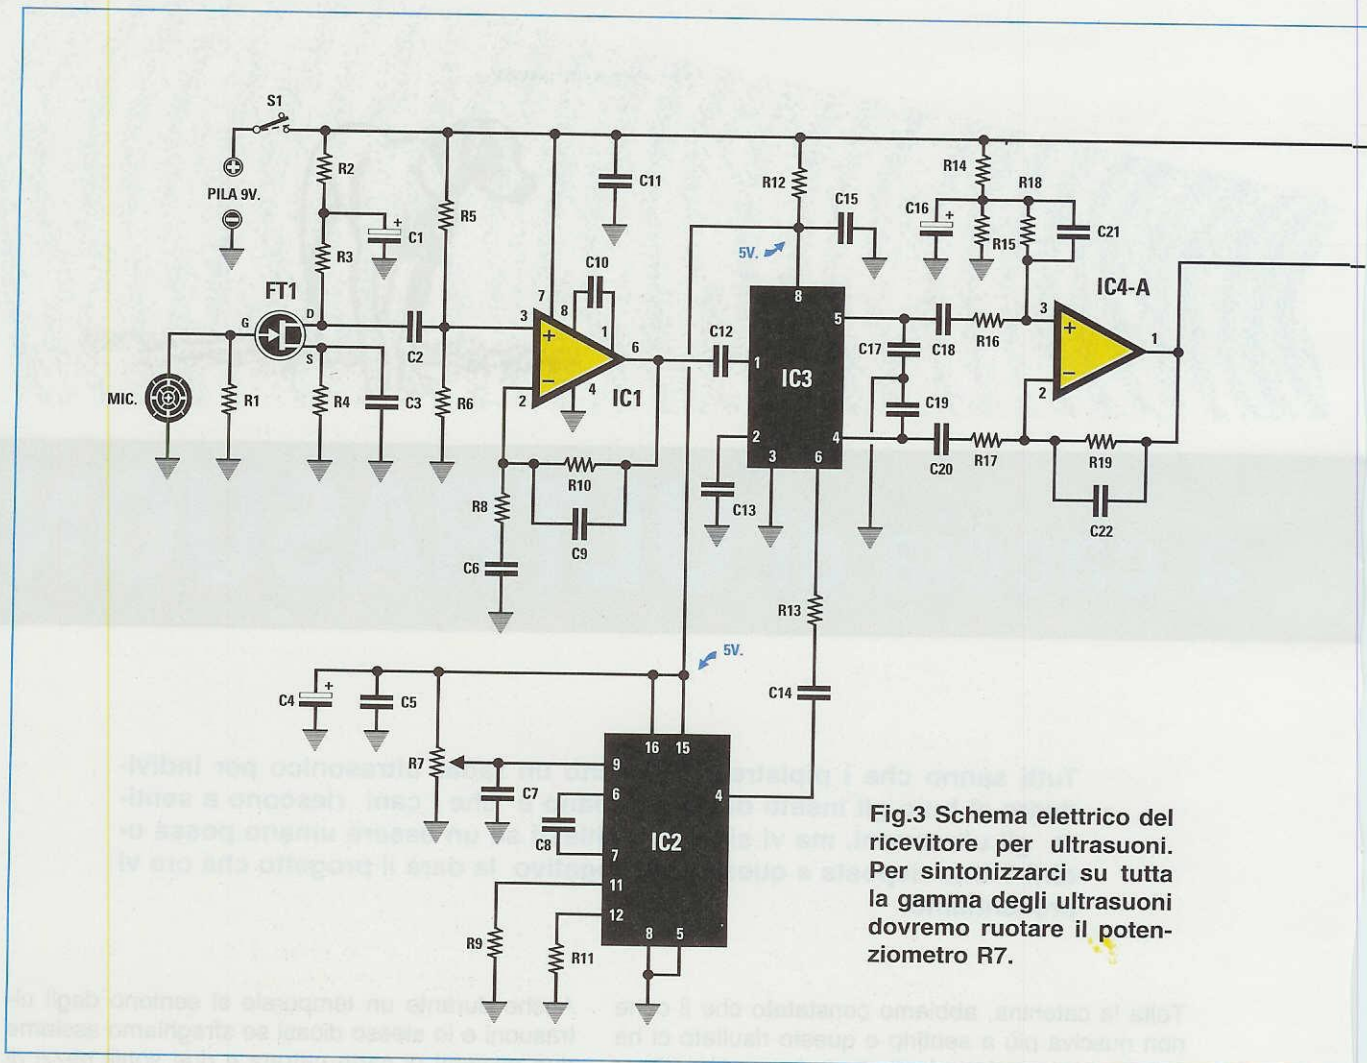 S1
PILA 9V.
R2
C1
R3
R5
C11
R12
C15
R14
R18
C16
R15
C21
5V.
FT1
G
D
S
MIC.
R1
R4
C3
C2
R6
7
8
C10
1
3
6
2
4
IC1
C12
8
5
1
IC3
2
3
6
4
C17
C18
R16
C19
C20
R17
IC4-A
3
1
2
R19
C22
R10
C9
R8
C6
C13
R13
C14
5V.
C4
C5
R7
C7
C8
16
15
9
6
4
IC2
7
11
12
8
5
R9
R11
Fig.3 Schema elettrico del
ricevitore per ultrasuoni.
Per sintonizzarci su tutta
la gamma degli ultrasuoni
dovremo ruotare il poten-
ziometro R7.